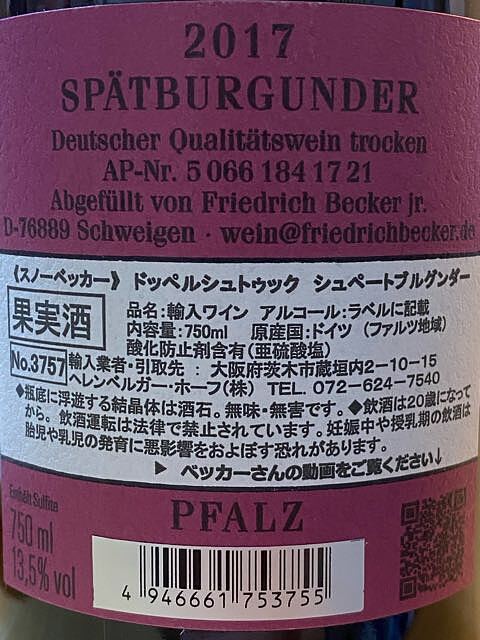 2017
SPÄTBURGUNDER
Deutscher Qualitätswein trocken
AP-Nr. 5 066 184 17 21
Abgefüllt von Friedrich Becker jr.
D-76889 Schweigen · wein@friedrichbecker.de
《スノーベッカー》 ドッペルシュトゥック シュペートブルグンダー
果実酒
品名:輸入ワイン アルコール:ラベルに記載
内容量:750ml 原産国:ドイツ (ファルツ地域)
酸化防止剤含有(亜硫酸塩)
No.3757
輸入業者・引取先 : 大阪府茨木市蔵垣内2-10-15
ヘレンベルガー・ホーフ(株) TEL. 072-624-7540
◆瓶底に浮遊する結晶体は酒石。無味・無害です。◆飲酒は20歳になって
から。飲酒運転は法律で禁止されています。妊娠中や授乳期の飲酒は
胎児や乳児の発育に悪影響をおよぼす恐れがあります。
▶ ベッカーさんの動画をご覧ください↓
Enthält Sulfite
750 ml
13,5% vol
PFALZ
4 946661 753755